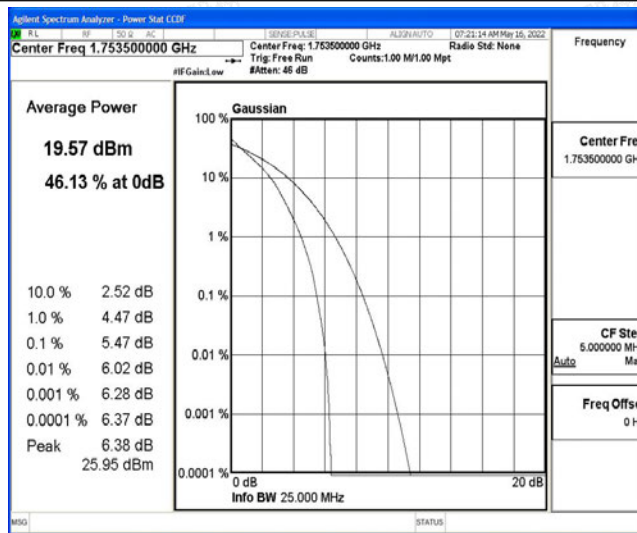 Agilent Spectrum Analyzer - Power Stat CCDF
RL RF 50 Ω AC SENSE:PULSE ALIGN AUTO 07:21:14 AM May 16, 2022
Center Freq 1.753500000 GHz
Center Freq: 1.753500000 GHz Radio Std: None
Trig: Free Run Counts:1.00 M/1.00 Mpt
#IFGain:Low #Atten: 46 dB
Frequency
Average Power
19.57 dBm
46.13 % at 0dB
10.0 % 2.52 dB
1.0 % 4.47 dB
0.1 % 5.47 dB
0.01 % 6.02 dB
0.001 % 6.28 dB
0.0001 % 6.37 dB
Peak 6.38 dB
25.95 dBm
Gaussian
100 %
10 %
1 %
0.1 %
0.01 %
0.001 %
0.0001 %
0 dB 20 dB
Info BW 25.000 MHz
Center Fre
1.753500000 GH
CF Ste
5.000000 MH
Auto Ma
Freq Offse
0 H
MSG STATUS